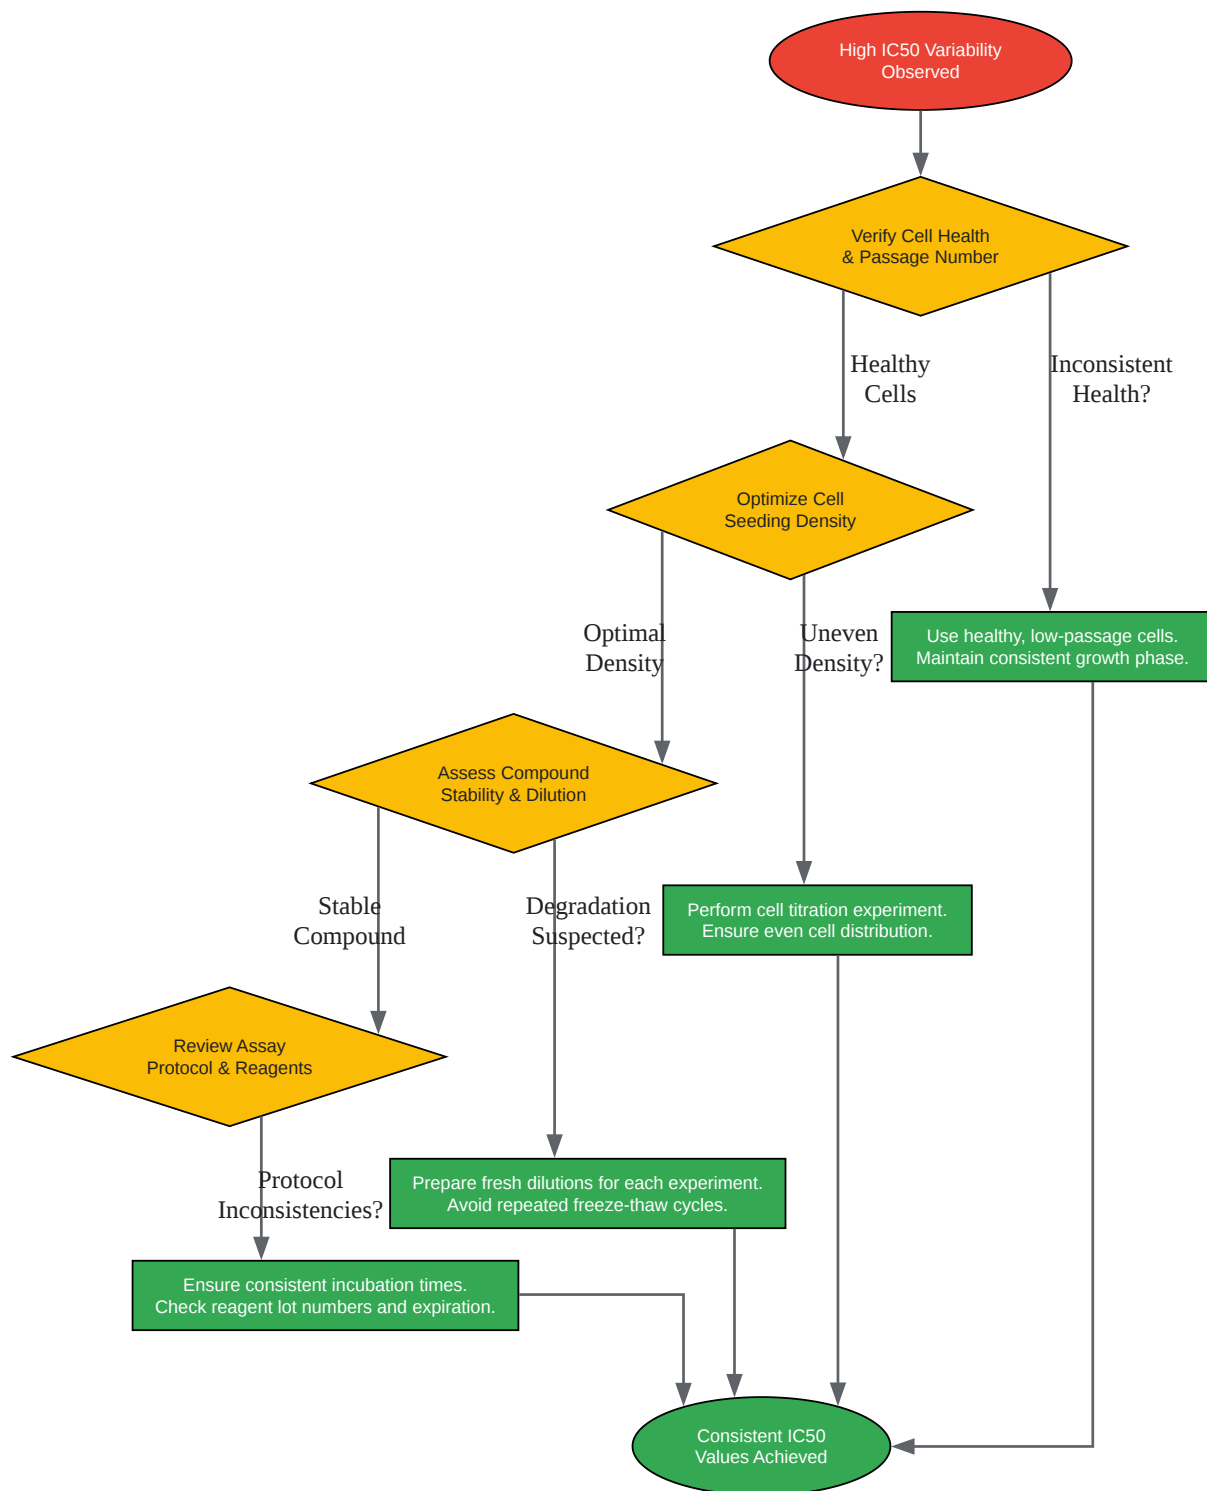 High IC50 Variability
Observed
Verify Cell Health
& Passage Number
Healthy
Cells
Inconsistent
Health?
Optimize Cell
Seeding Density
Optimal
Density
Uneven
Density?
Use healthy, low-passage cells.
Maintain consistent growth phase.
Assess Compound
Stability & Dilution
Stable
Compound
Degradation
Suspected?
Perform cell titration experiment.
Ensure even cell distribution.
Review Assay
Protocol & Reagents
Protocol
Inconsistencies?
Prepare fresh dilutions for each experiment.
Avoid repeated freeze-thaw cycles.
Ensure consistent incubation times.
Check reagent lot numbers and expiration.
Consistent IC50
Values Achieved